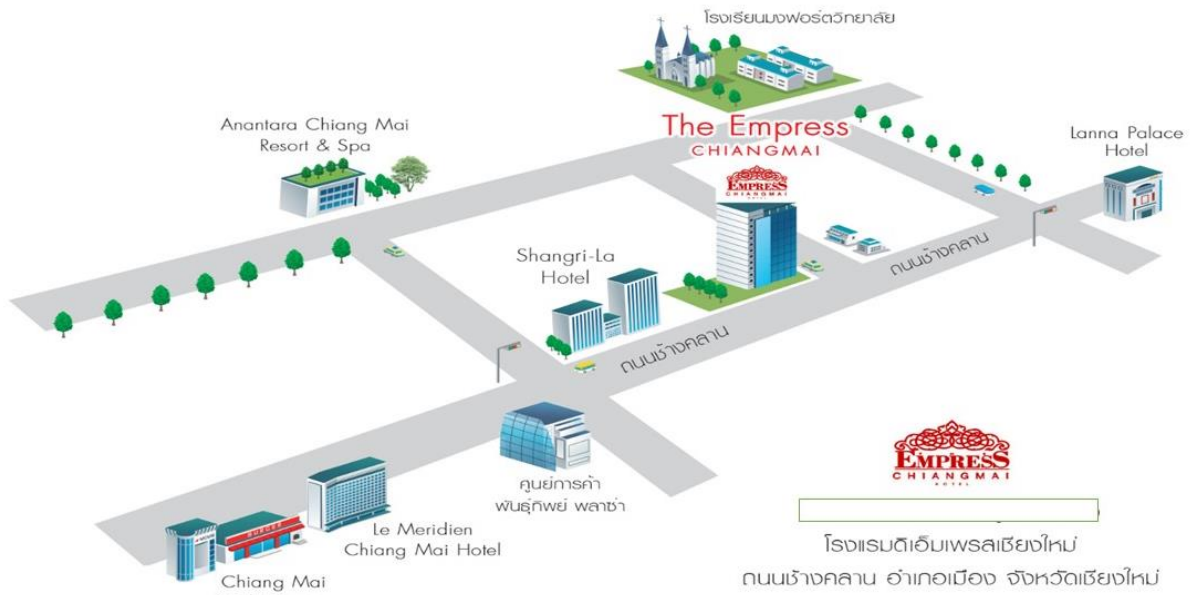 โรงเรียนมงฟอร์ตวิทยาลัย
The Empress
CHIANGMAI
Anantara Chiang Mai
Resort & Spa
Lanna Palace
Hotel
EMPRESS
CHIANGMAI
HOTEL
Shangri-La
Hotel
ถนนช้างคลาน
ถนนช้างคลาน
ศูนย์การค้า
พันธุ์ทิพย์ พลาซ่า
Le Meridien
Chiang Mai Hotel
Chiang Mai
EMPRESS
CHIANGMAI
HOTEL
โรงแรมดิเอ็มเพรสเชียงใหม่
ถนนช้างคลาน อำเภอเมือง จังหวัดเชียงใหม่